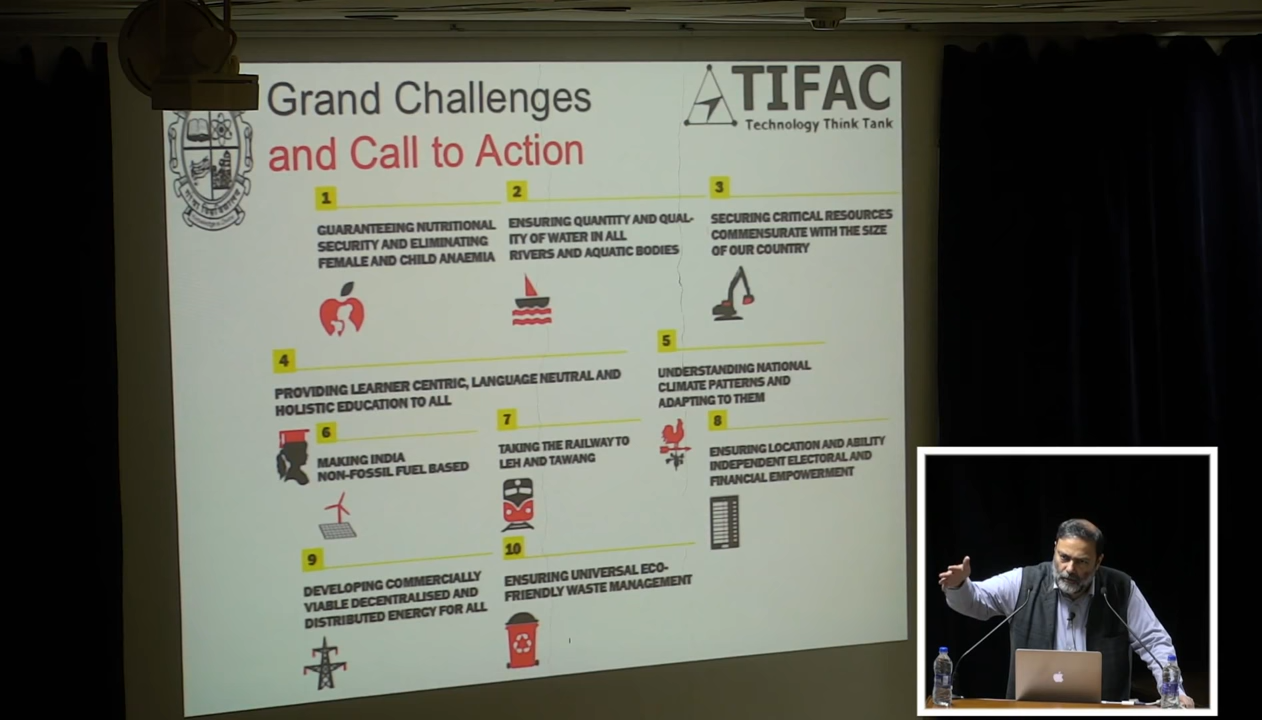 Grand Challenges
and Call to Action
TIFAC
Technology Think Tank
1
GUARANTEEING NUTRITIONAL
SECURITY AND ELIMINATING
FEMALE AND CHILD ANAEMIA
2
ENSURING QUANTITY AND QUAL-
ITY OF WATER IN ALL
RIVERS AND AQUATIC BODIES
3
SECURING CRITICAL RESOURCES
COMMENSURATE WITH THE SIZE
OF OUR COUNTRY
4
PROVIDING LEARNER CENTRIC, LANGUAGE NEUTRAL AND
HOLISTIC EDUCATION TO ALL
5
UNDERSTANDING NATIONAL
CLIMATE PATTERNS AND
ADAPTING TO THEM
6
MAKING INDIA
NON-FOSSIL FUEL BASED
7
TAKING THE RAILWAY TO
LEH AND TAWANG
8
ENSURING LOCATION AND ABILITY
INDEPENDENT ELECTORAL AND
FINANCIAL EMPOWERMENT
9
DEVELOPING COMMERCIALLY
VIABLE DECENTRALISED AND
DISTRIBUTED ENERGY FOR ALL
10
ENSURING UNIVERSAL ECO-
FRIENDLY WASTE MANAGEMENT